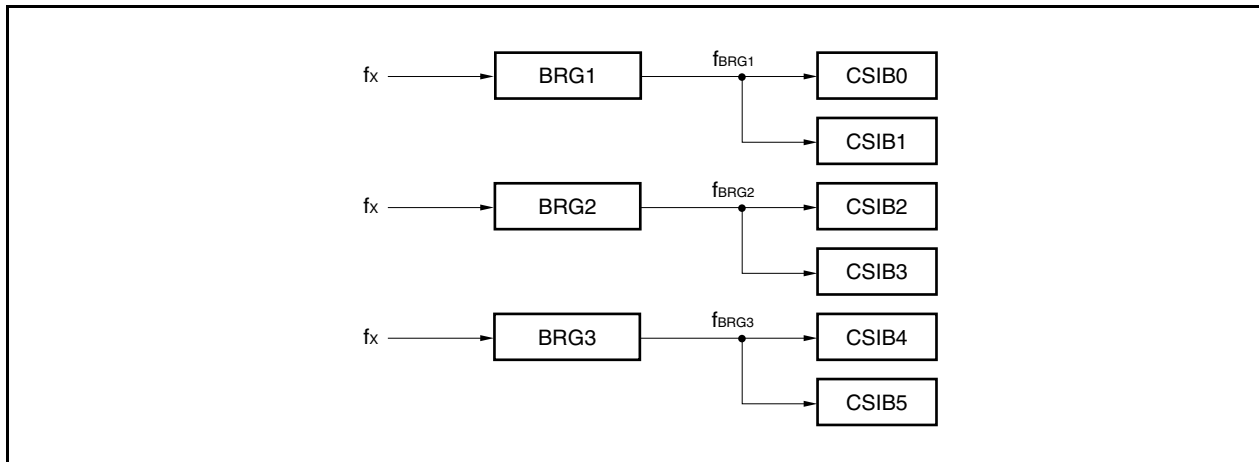 fBRG1
fX BRG1 CSIB0
CSIB1
fBRG2
fX BRG2 CSIB2
CSIB3
fBRG3
fX BRG3 CSIB4
CSIB5